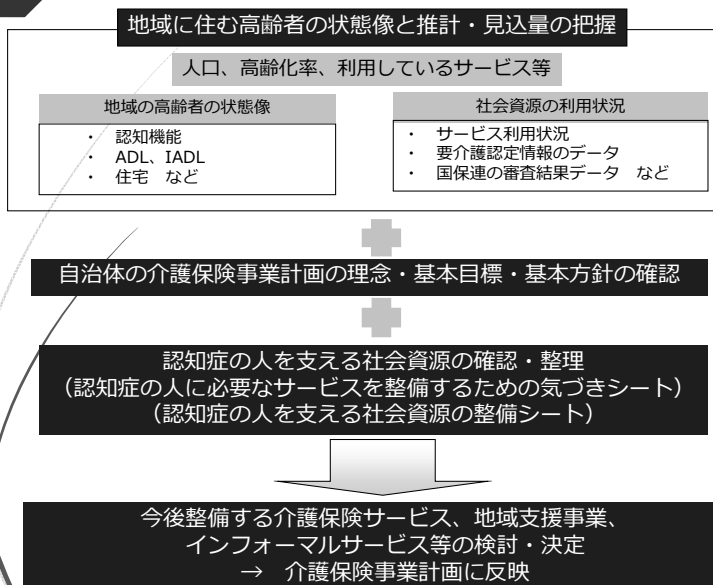 地域に住む高齢者の状態像と推計・見込量の把握
人口、高齢化率、利用しているサービス等
地域の高齢者の状態像
・ 認知機能
・ ADL、IADL
・ 住宅 など
社会資源の利用状況
・ サービス利用状況
・ 要介護認定情報のデータ
・ 国保連の審査結果データ など
自治体の介護保険事業計画の理念・基本目標・基本方針の確認
認知症の人を支える社会資源の確認・整理
（認知症の人に必要なサービスを整備するための気づきシート）
（認知症の人を支える社会資源の整備シート）
今後整備する介護保険サービス、地域支援事業、
インフォーマルサービス等の検討・決定
→ 介護保険事業計画に反映